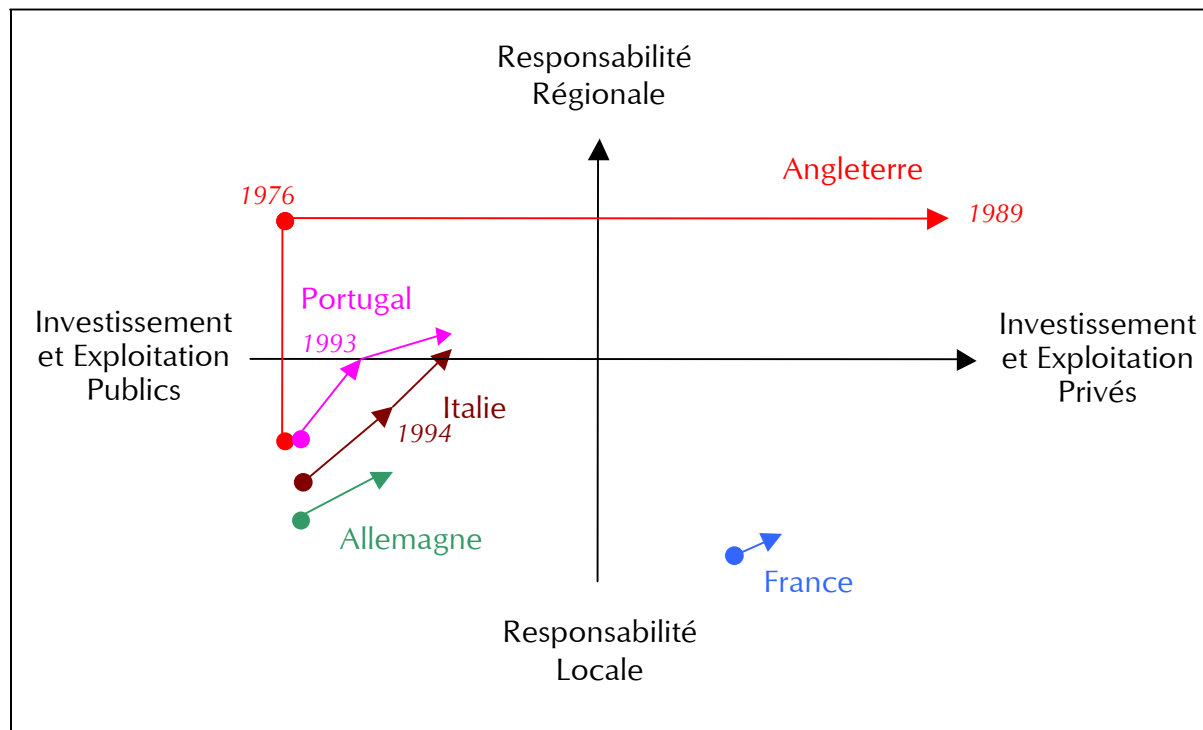 Responsabilité
Régionale
Angleterre
1976
1989
Portugal
Investissement
et Exploitation
Publics
1993
Investissement
et Exploitation
Privés
Italie
1994
Allemagne
France
Responsabilité
Locale